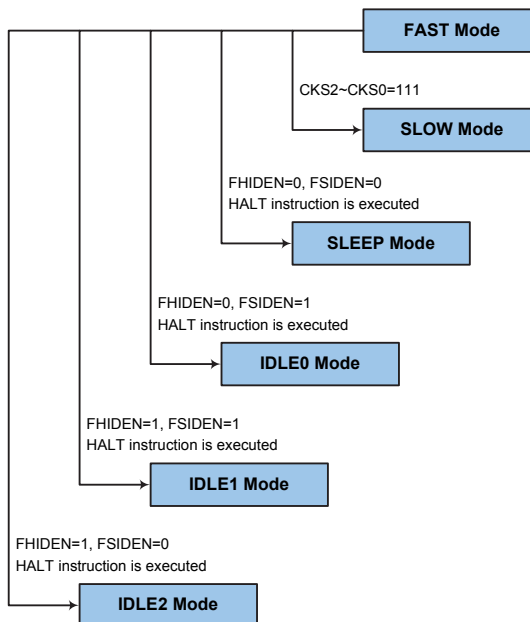 FAST Mode
CKS2~CKS0=111
SLOW Mode
FHIDEN=0, FSIDEN=0
HALT instruction is executed
SLEEP Mode
FHIDEN=0, FSIDEN=1
HALT instruction is executed
IDLE0 Mode
FHIDEN=1, FSIDEN=1
HALT instruction is executed
IDLE1 Mode
FHIDEN=1, FSIDEN=0
HALT instruction is executed
IDLE2 Mode